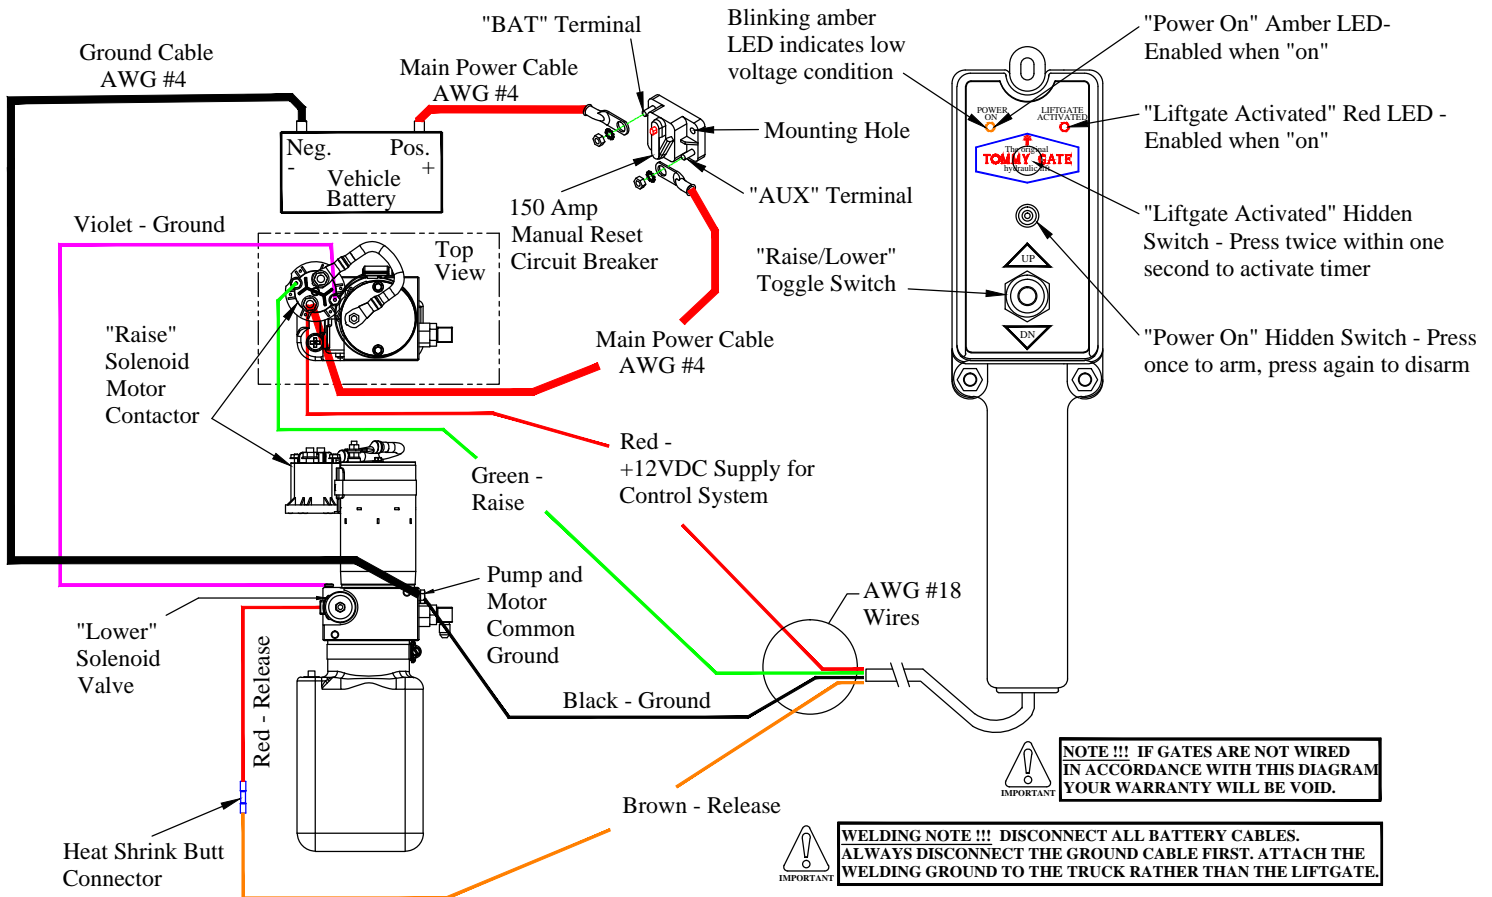 Ground Cable
AWG #4
"BAT" Terminal
Main Power Cable
AWG #4
Blinking amber
LED indicates low
voltage condition
"Power On" Amber LED-
Enabled when "on"
"Liftgate Activated" Red LED -
Enabled when "on"
POWER
ON
LIFTGATE
ACTIVATED
The original
TOMMY GATE
hydraulic lift
Mounting Hole
"AUX" Terminal
Neg.
-
Pos.
+
Vehicle
Battery
150 Amp
Manual Reset
Circuit Breaker
Violet - Ground
Top
View
"Raise/Lower"
Toggle Switch
UP
DN
"Liftgate Activated" Hidden
Switch - Press twice within one
second to activate timer
"Power On" Hidden Switch - Press
once to arm, press again to disarm
"Raise"
Solenoid
Motor
Contactor
Main Power Cable
AWG #4
Red -
+12VDC Supply for
Control System
Green -
Raise
Pump and
Motor
Common
Ground
AWG #18
Wires
"Lower"
Solenoid
Valve
Red - Release
Black - Ground
Brown - Release
Heat Shrink Butt
Connector
IMPORTANT
NOTE !!! IF GATES ARE NOT WIRED
IN ACCORDANCE WITH THIS DIAGRAM
YOUR WARRANTY WILL BE VOID.
IMPORTANT
WELDING NOTE !!! DISCONNECT ALL BATTERY CABLES.
ALWAYS DISCONNECT THE GROUND CABLE FIRST. ATTACH THE
WELDING GROUND TO THE TRUCK RATHER THAN THE LIFTGATE.